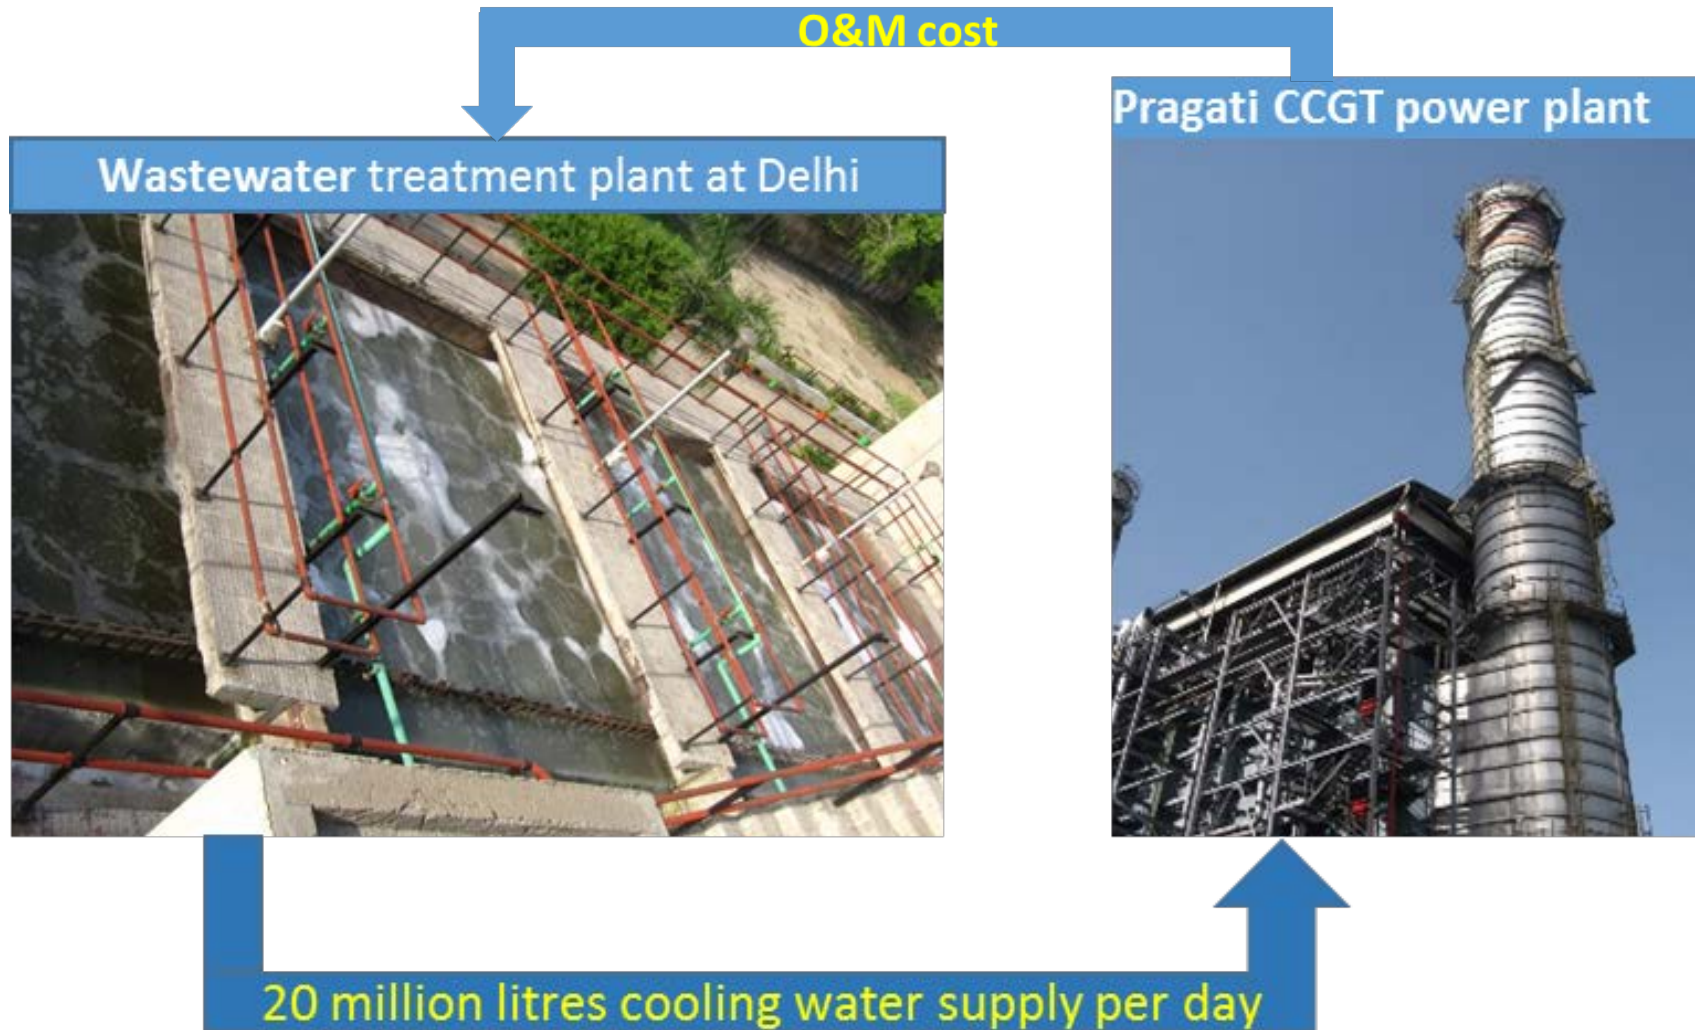 O&M cost
Pragati CCGT power plant
Wastewater treatment plant at Delhi
20 million litres cooling water supply per day